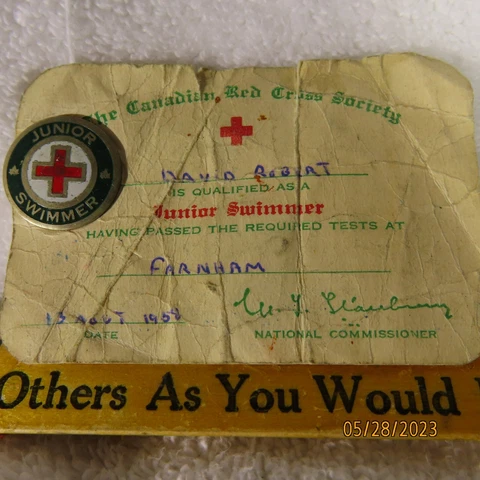 The Canadian Red Cross Society
JUNIOR
SWIMMER
DAVID ROBERT
IS QUALIFIED AS A
Junior Swimmer
HAVING PASSED THE REQUIRED TESTS AT
FARNHAM
13 AOUT 1958
DATE
NATIONAL COMMISSIONER
Others As You Would
05/28/2023